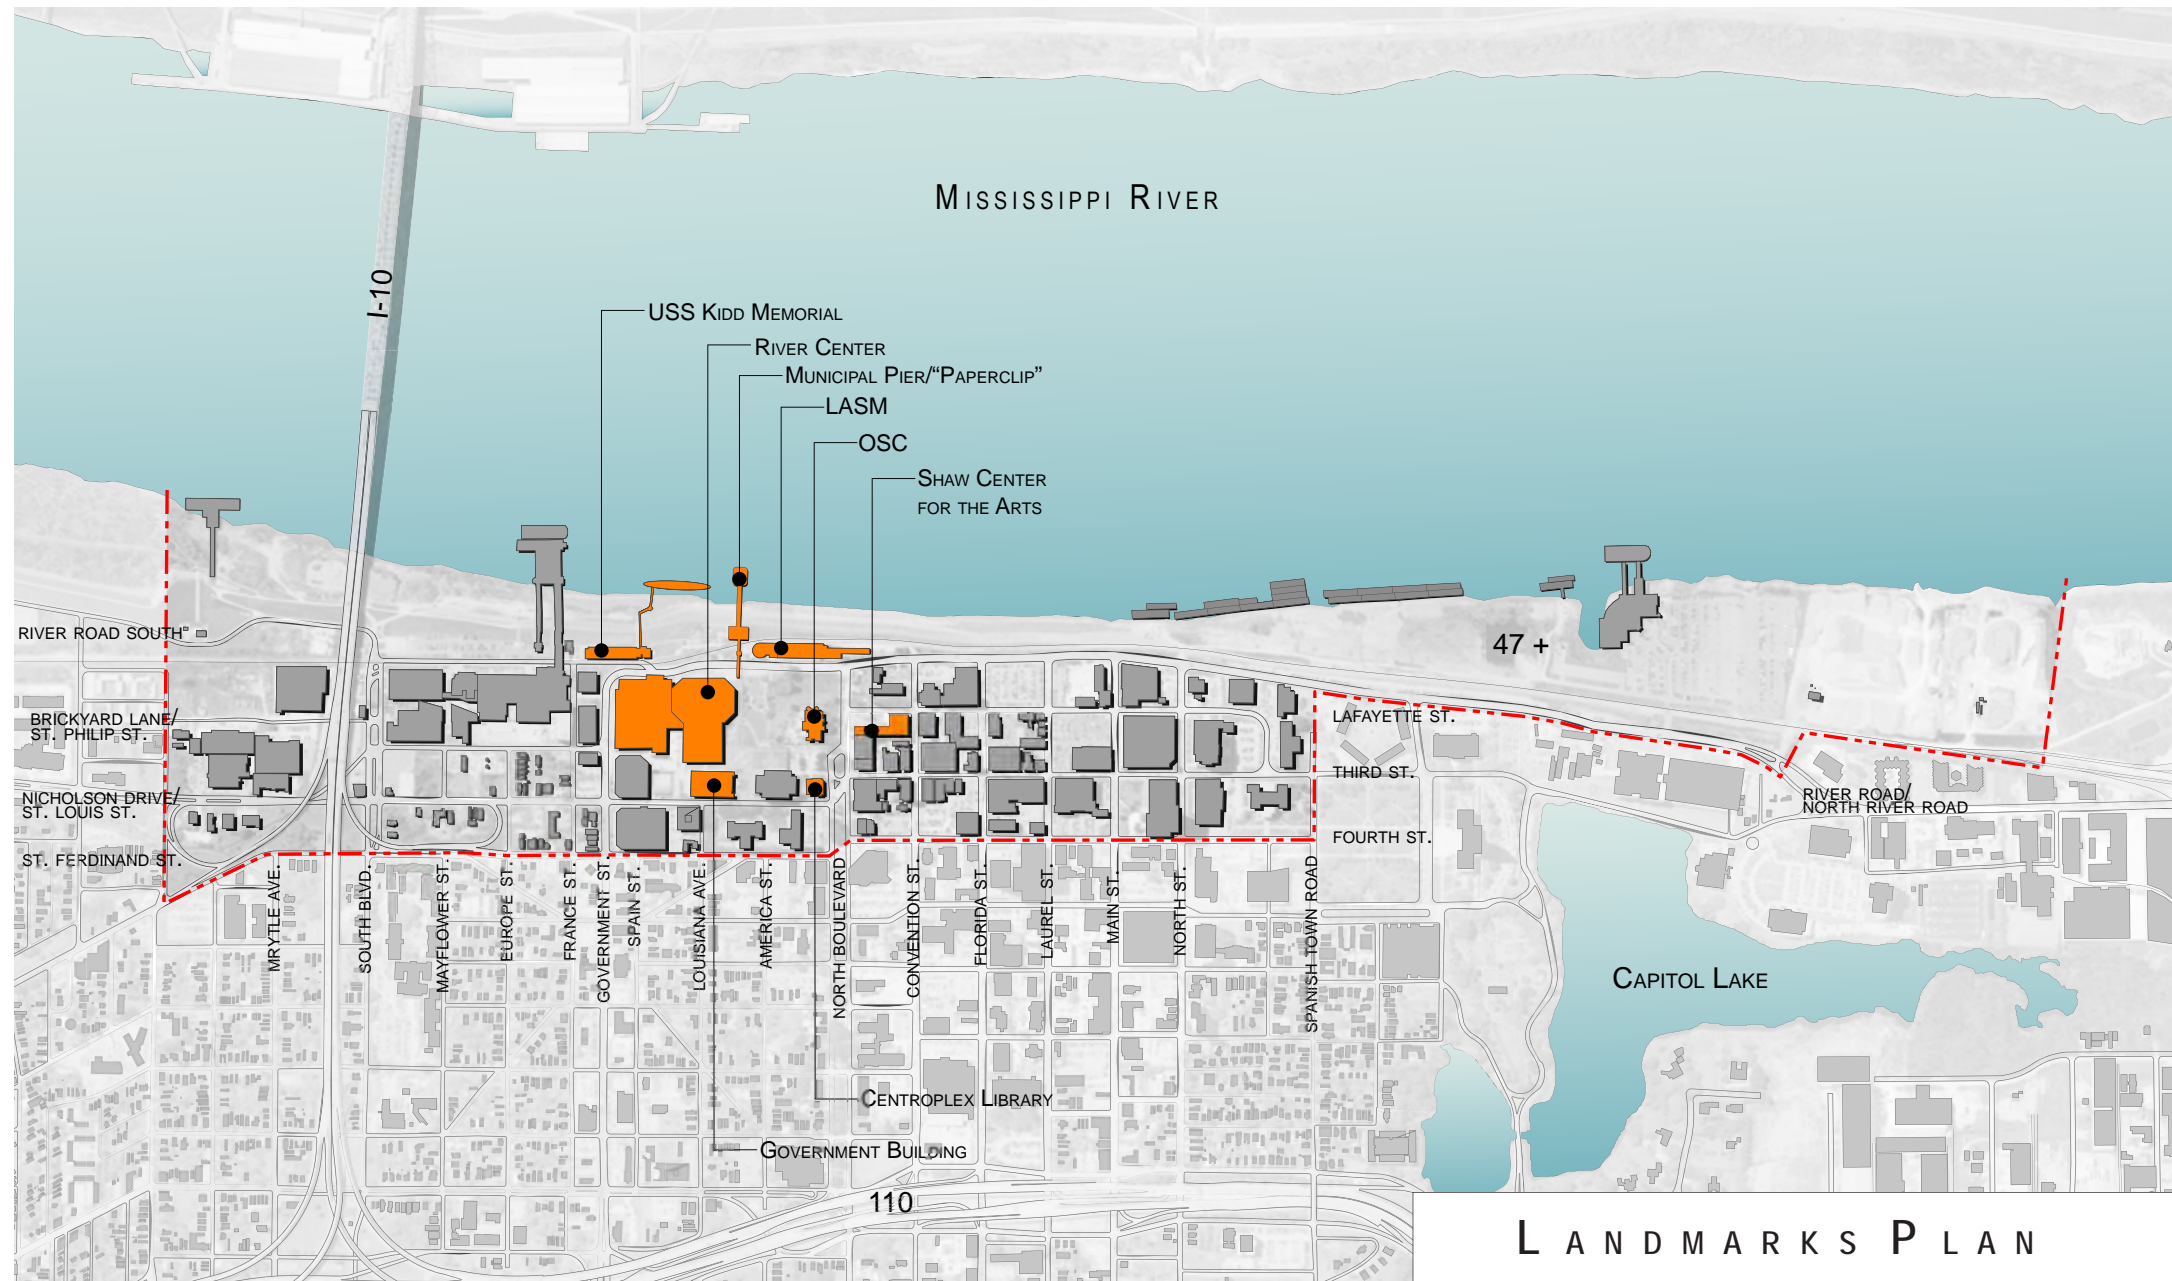 Mississippi River
I-10
USS Kidd Memorial
River Center
Municipal Pier/“Paperclip”
LASM
OSC
Shaw Center
for the Arts
RIVER ROAD SOUTH
47 +
BRICKYARD LANE/
ST. PHILIP ST.
LAFAYETTE ST.
THIRD ST.
NICHOLSON DRIVE/
ST. LOUIS ST.
RIVER ROAD/
NORTH RIVER ROAD
FOURTH ST.
ST. FERDINAND ST.
MRYTLE AVE.
SOUTH BLVD.
MAYFLOWER ST.
EUROPE ST.
FRANCE ST.
GOVERNMENT ST.
SPAIN ST.
LOUISIANA AVE.
AMERICA ST.
NORTH BOULEVARD
CONVENTION ST.
FLORIDA ST.
LAUREL ST.
MAIN ST.
NORTH ST.
SPANISH TOWN ROAD
Capitol Lake
Centroplex Library
Government Building
110
Landmarks Plan